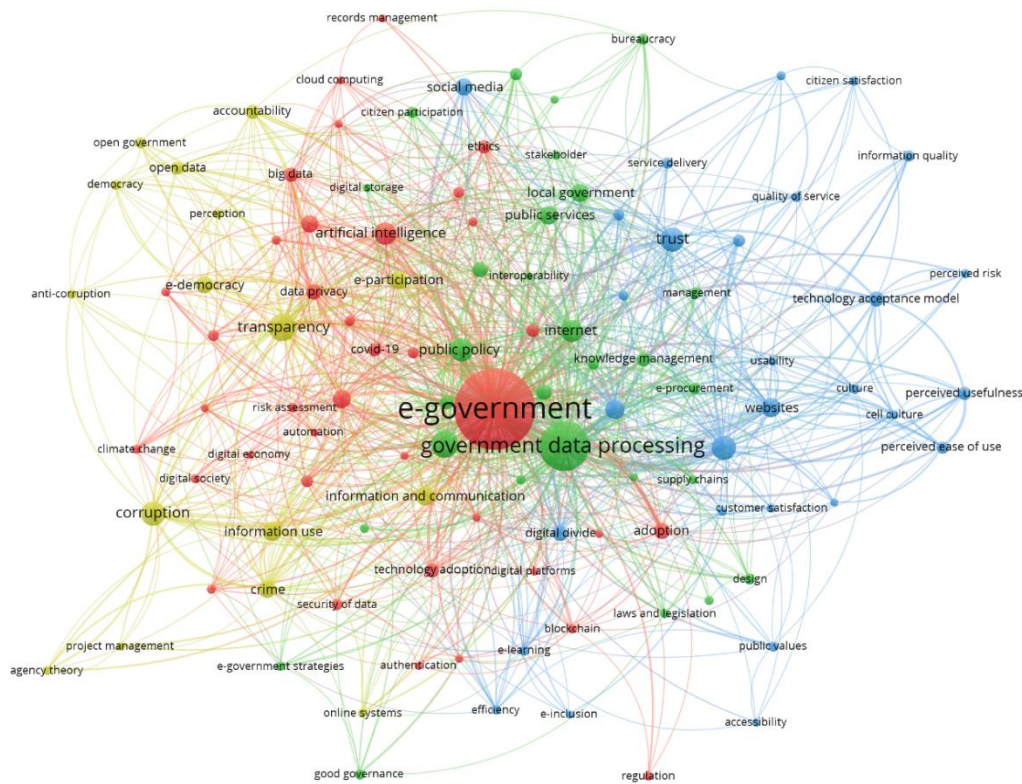 records management
bureaucracy
cloud computing
social media
citizen satisfaction
accountability
citizen participation
open government
ethics
stakeholder
service delivery
information quality
open data
big data
democracy
digital storage
local government
quality of service
perception
public services
artificial intelligence
trust
e-democracy
e-participation
interoperability
perceived risk
anti-corruption
data privacy
management
technology acceptance model
transparency
internet
covid-19
public policy
knowledge management
usability
e-procurement
culture
perceived usefulness
risk assessment
e-government
websites
cell culture
automation
climate change
digital economy
government data processing
perceived ease of use
digital society
supply chains
information and communication
corruption
customer satisfaction
information use
digital divide
adoption
technology adoption
digital platforms
design
crime
security of data
laws and legislation
blockchain
project management
e-learning
public values
agency theory
e-government strategies
authentication
online systems
efficiency
e-inclusion
accessibility
good governance
regulation